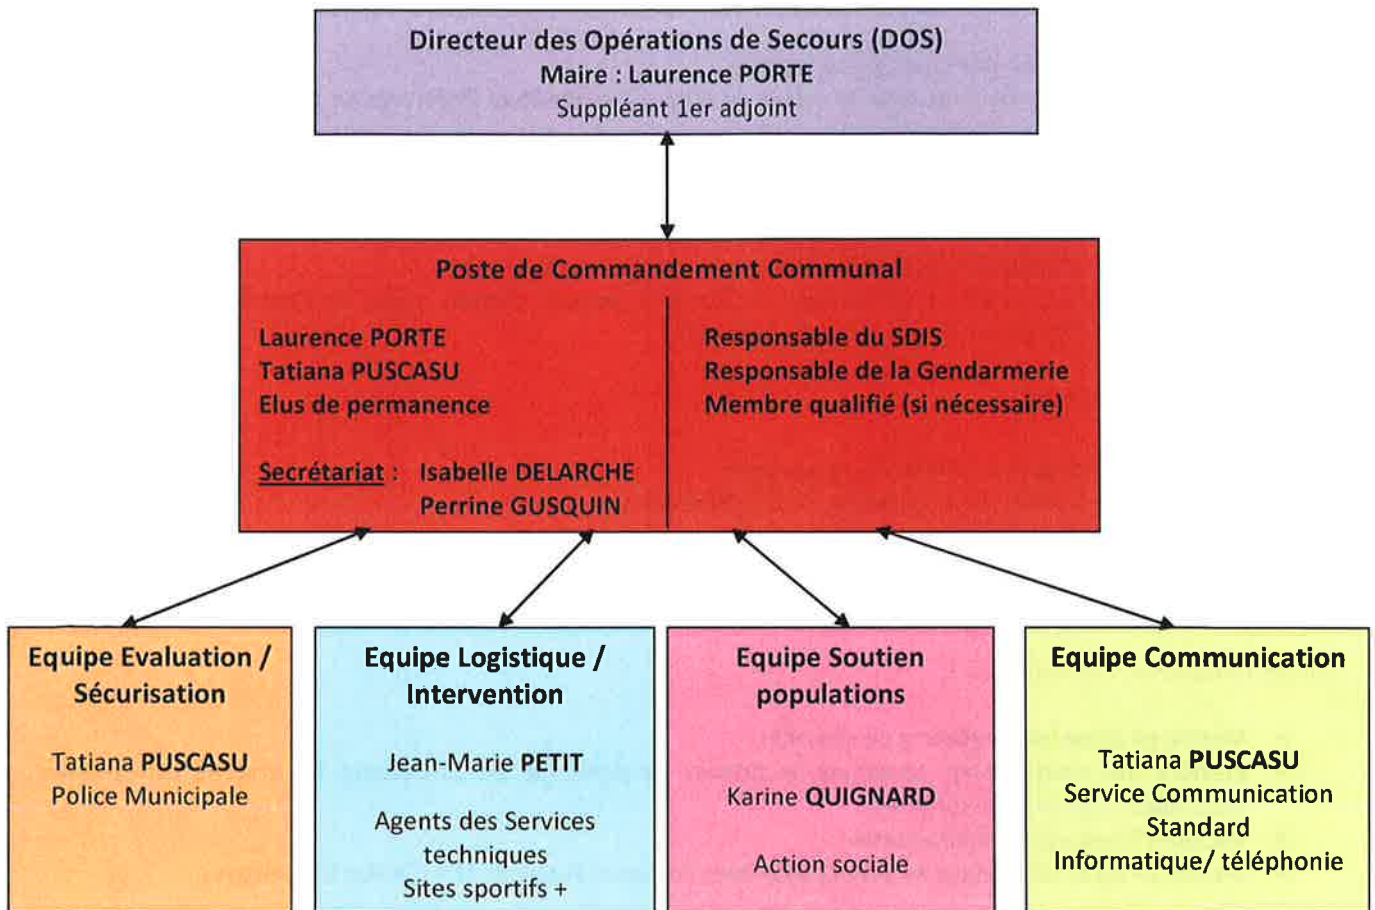 Directeur des Opérations de Secours (DOS)
Maire : Laurence PORTE
Suppléant 1er adjoint
Poste de Commandement Communal
Laurence PORTE
Tatiana PUSCASU
Elus de permanence
Secrétariat : Isabelle DELARCHE
Perrine GUSQUIN
Responsable du SDIS
Responsable de la Gendarmerie
Membre qualifié (si nécessaire)
Equipe Evaluation /
Sécurisation
Tatiana PUSCASU
Police Municipale
Equipe Logistique /
Intervention
Jean-Marie PETIT
Agents des Services
techniques
Sites sportifs +
Equipe Soutien
populations
Karine QUIGNARD
Action sociale
Equipe Communication
Tatiana PUSCASU
Service Communication
Standard
Informatique/ téléphonie